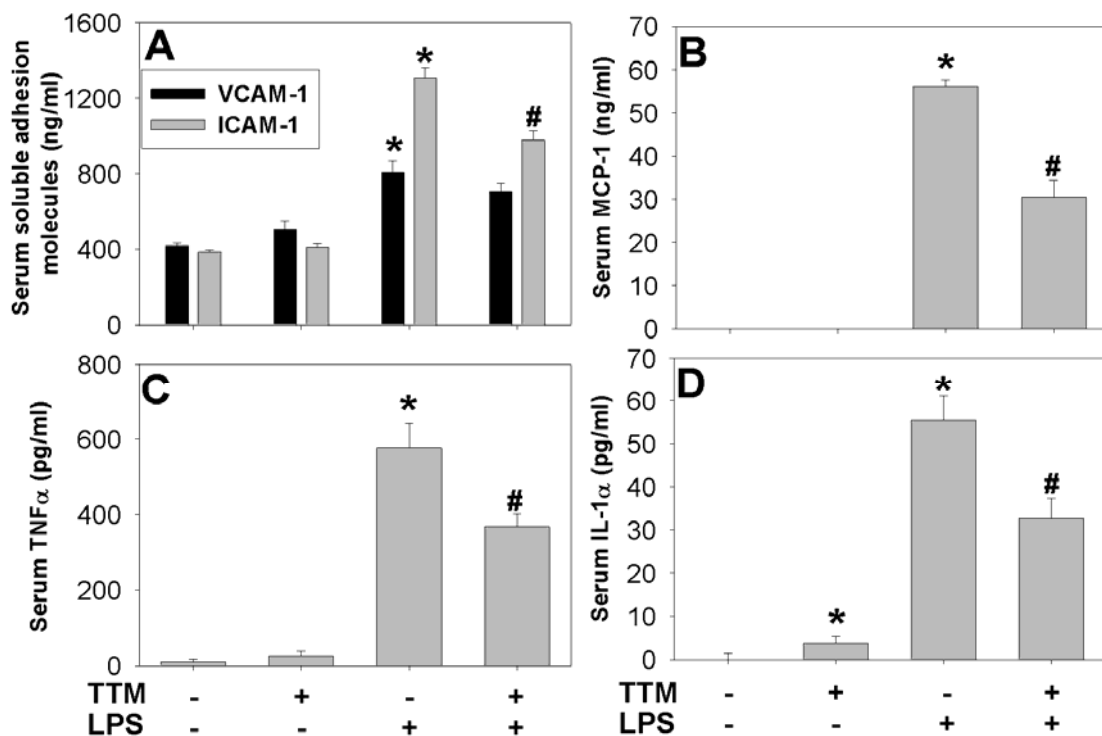 A
Serum soluble adhesion
molecules (ng/ml)
1600
1200
800
400
0
VCAM-1
ICAM-1
*
*
#
B
Serum MCP-1 (ng/ml)
70
60
50
40
30
20
10
0
*
#
C
Serum TNFα (pg/ml)
800
600
400
200
0
*
#
D
Serum IL-1α (pg/ml)
70
60
50
40
30
20
10
0
*
*
#
TTM - + - + - + - +
LPS - - + + - - + +